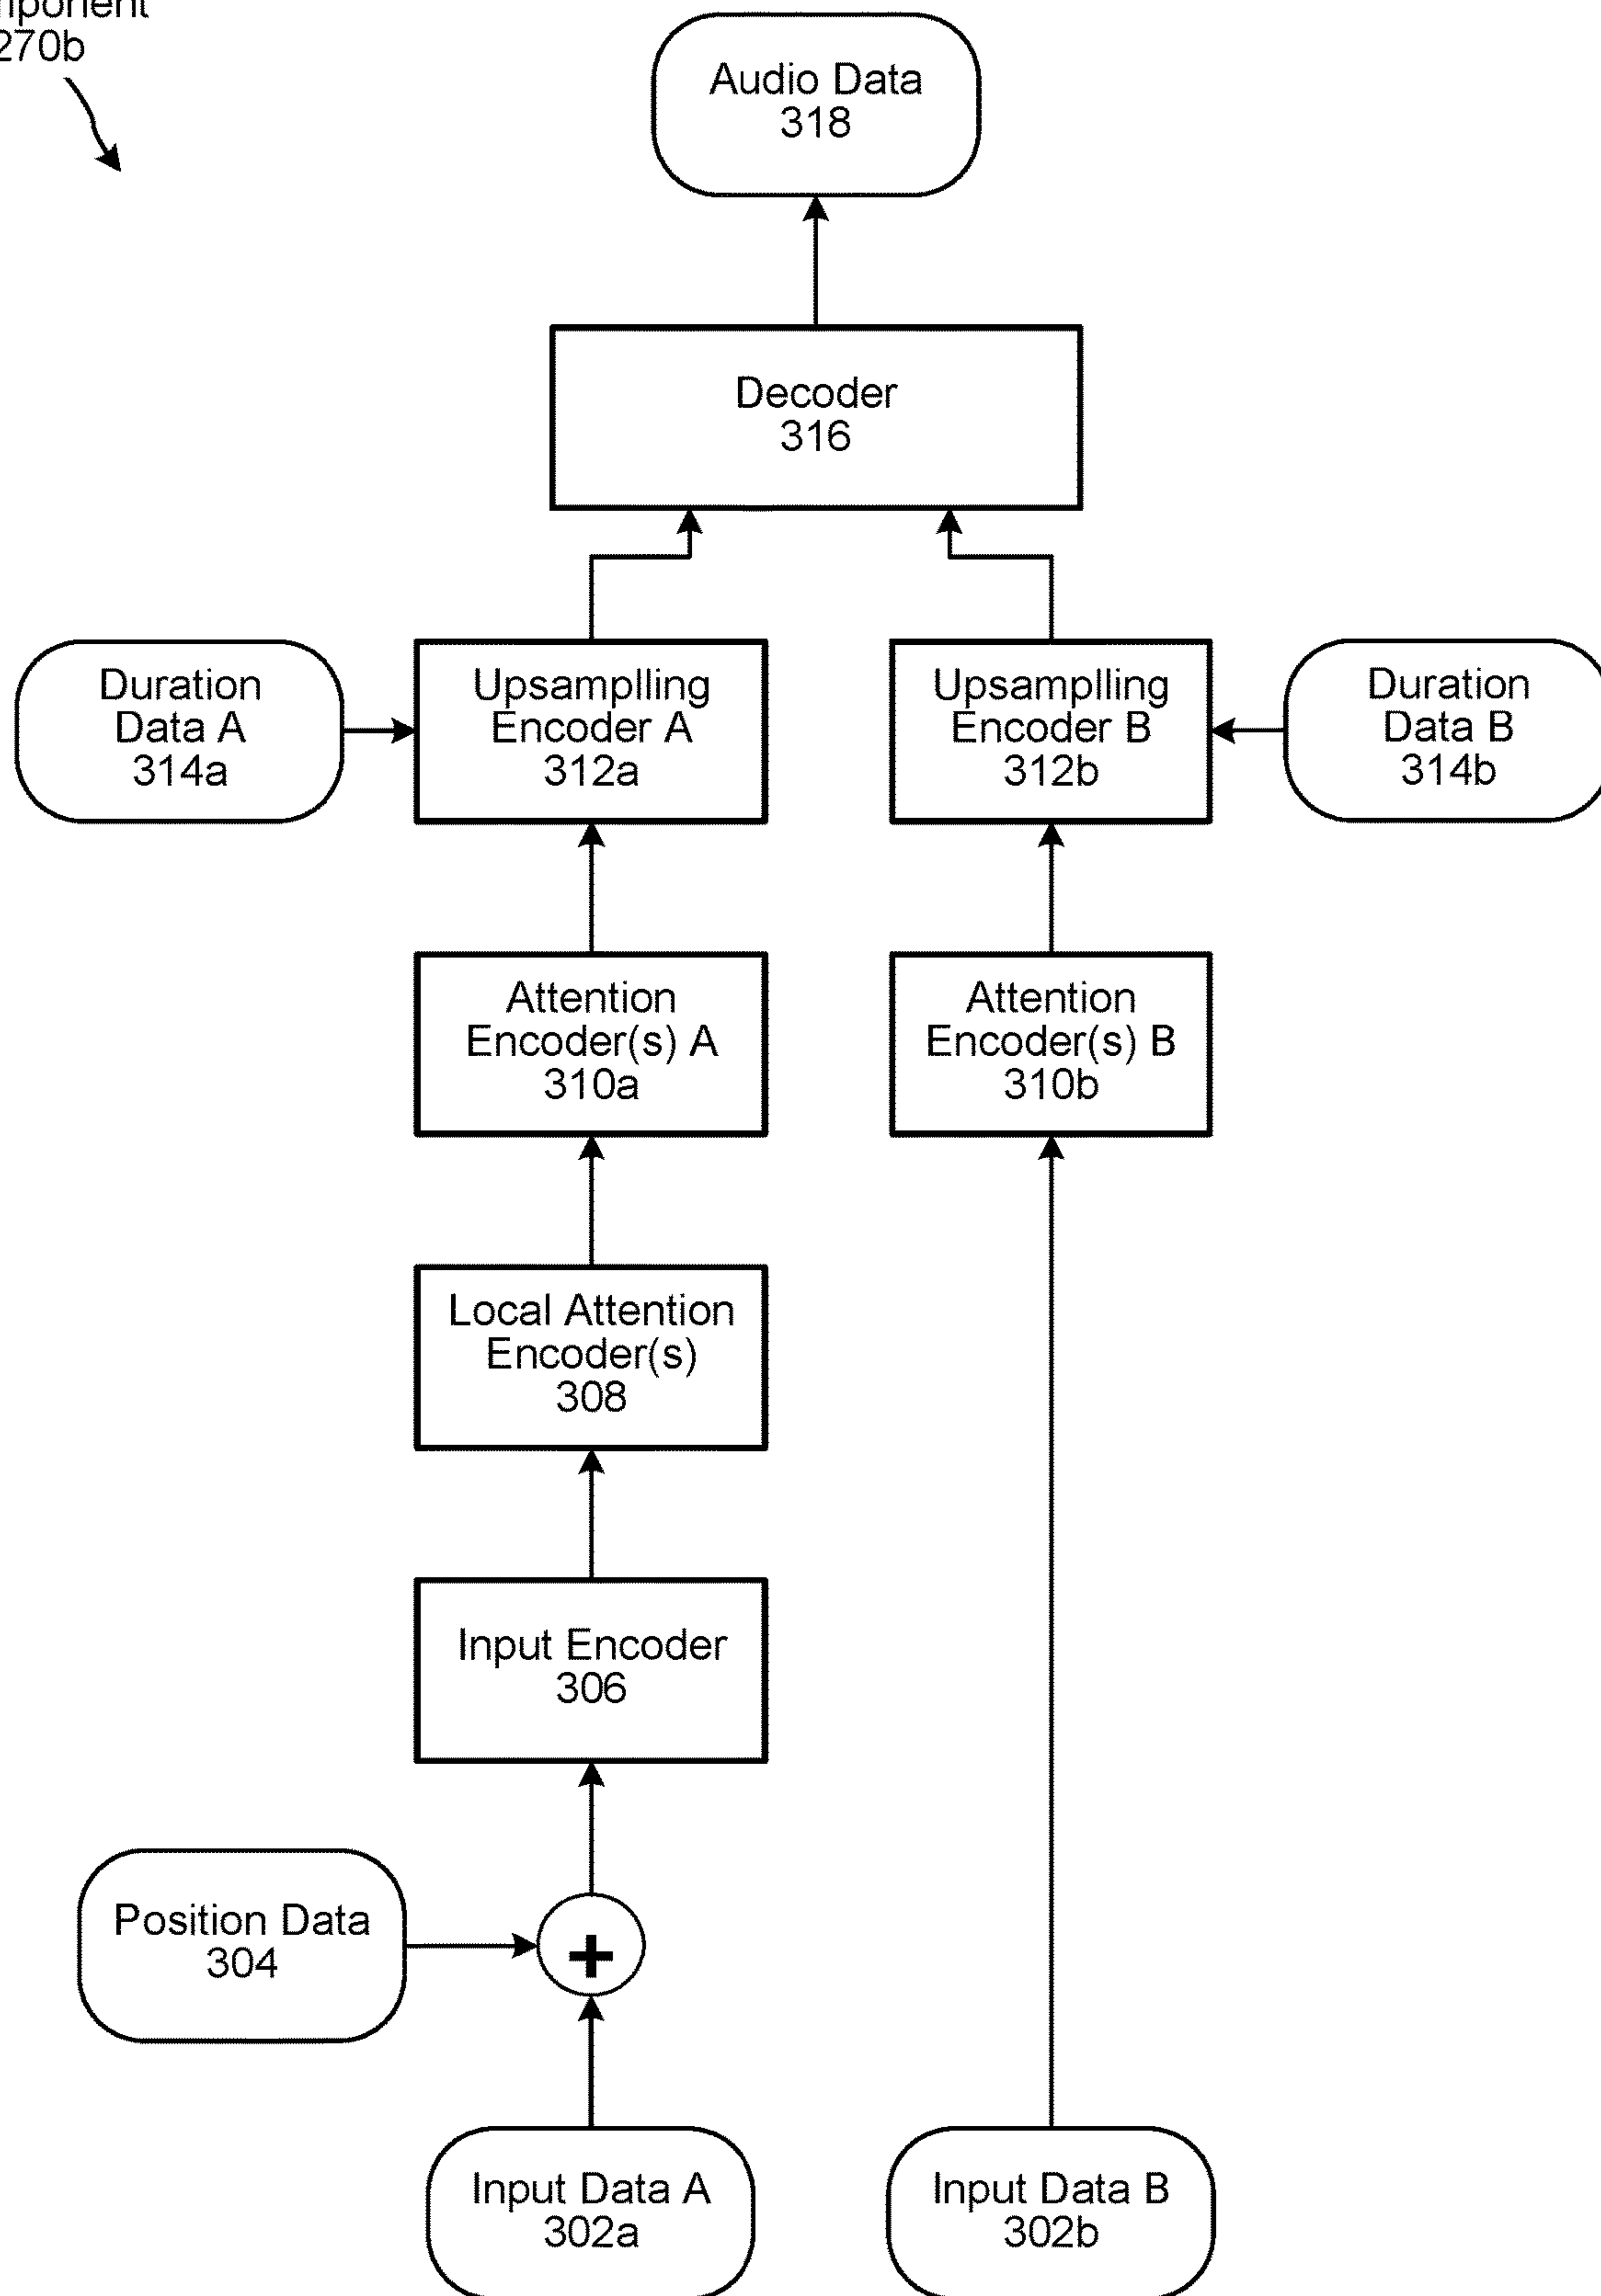 270b
Audio Data
318
Decoder
316
Duration
Data A
314a
Upsamplling
Encoder A
312a
Upsamplling
Encoder B
312b
Duration
Data B
314b
Attention
Encoder(s) A
310a
Attention
Encoder(s) B
310b
Local Attention
Encoder(s)
308
Input Encoder
306
Position Data
304
+
Input Data A
302a
Input Data B
302b